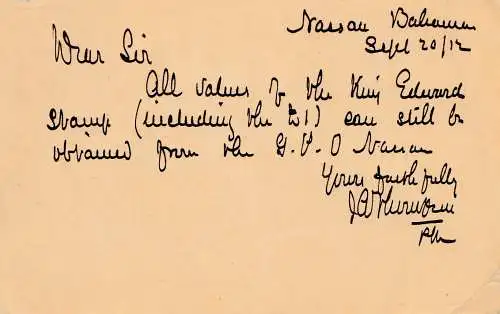 Nassau Bahamas
Sept 20/12
Dear Sir
All values of the King Edward
Stamp (including the £1) can still be
obtained from the G.P.O Nassau
Yours faithfully